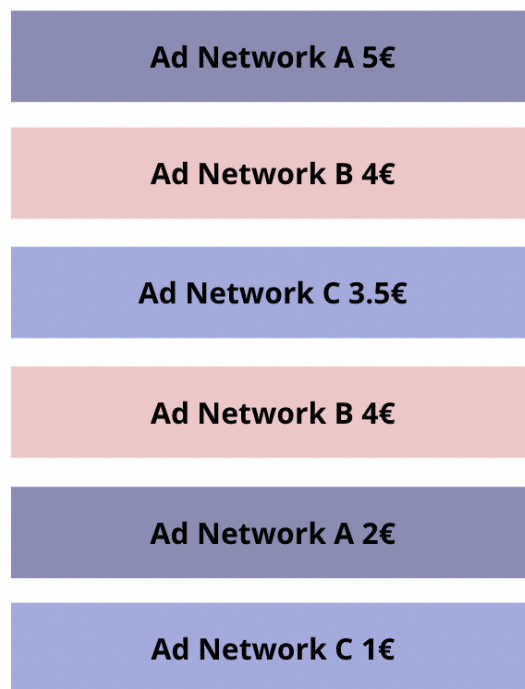 Ad Network A 5€
Ad Network B 4€
Ad Network C 3.5€
Ad Network B 4€
Ad Network A 2€
Ad Network C 1€